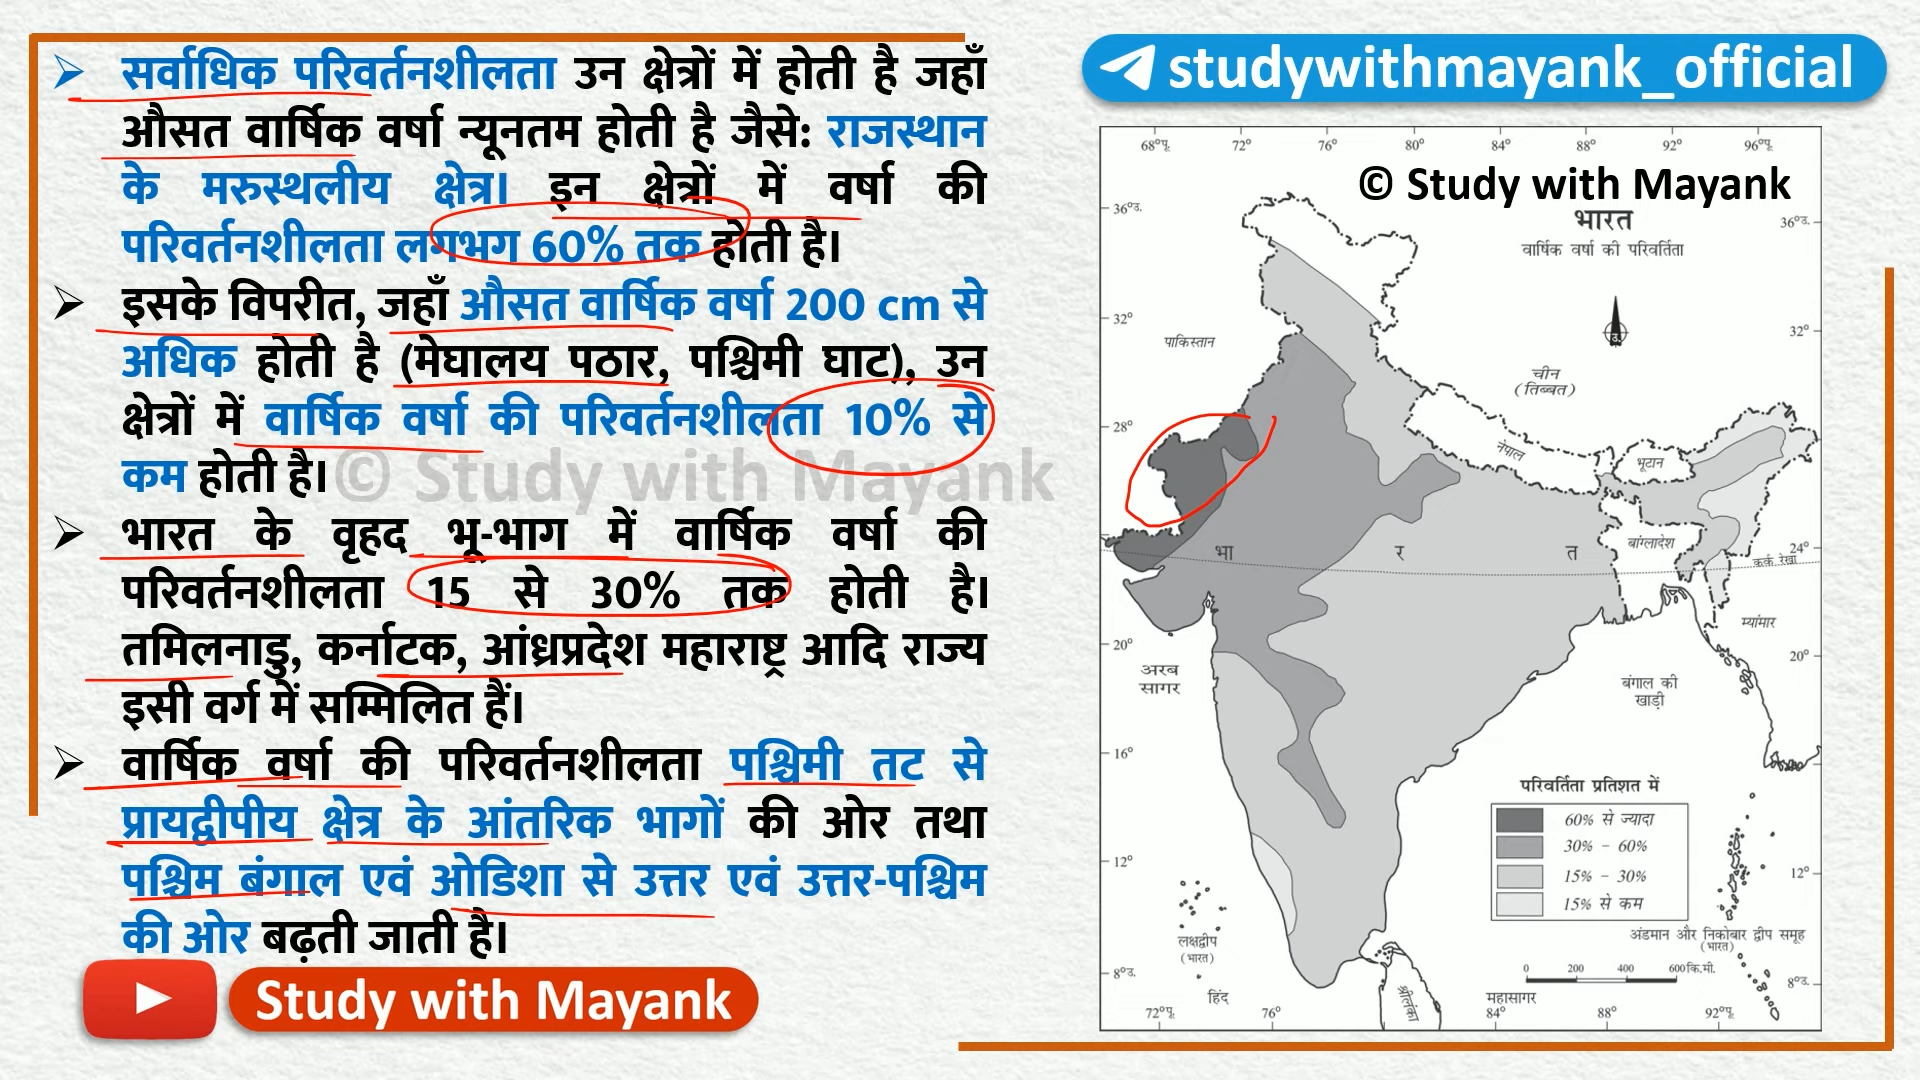 सर्वाधिक परिवर्तनशीलता उन क्षेत्रों में होती है जहाँ
औसत वार्षिक वर्षा न्यूनतम होती है जैसे: राजस्थान
के मरुस्थलीय क्षेत्र। इन क्षेत्रों में वर्षा की
परिवर्तनशीलता लगभग 60% तक होती है।
इसके विपरीत, जहाँ औसत वार्षिक वर्षा 200 cm से
अधिक होती है (मेघालय पठार, पश्चिमी घाट), उन
क्षेत्रों में वार्षिक वर्षा की परिवर्तनशीलता 10% से
कम होती है।
© Study with Mayank
भारत के वृहद भू-भाग में वार्षिक वर्षा की
परिवर्तनशीलता 15 से 30% तक होती है।
तमिलनाडु, कर्नाटक, आंध्रप्रदेश महाराष्ट्र आदि राज्य
इसी वर्ग में सम्मिलित हैं।
वार्षिक वर्षा की परिवर्तनशीलता पश्चिमी तट से
प्रायद्वीपीय क्षेत्र के आंतरिक भागों की ओर तथा
पश्चिम बंगाल एवं ओडिशा से उत्तर एवं उत्तर-पश्चिम
की ओर बढ़ती जाती है।
Study with Mayank
studywithmayank_official
68°पू. 72° 76° 80° 84° 88° 92° 96°पू.
© Study with Mayank
36°उ. 36°उ.
भारत
वार्षिक वर्षा की परिवर्तिता
32° 32°
उ.
पाकिस्तान
चीन
(तिब्बत)
28°
नेपाल
भूटान
बांग्लादेश
24°
भा र त
कर्क रेखा
म्यांमार
20° 20°
अरब
सागर
बंगाल की
खाड़ी
16°
परिवर्तिता प्रतिशत में
60% से ज्यादा
30% - 60%
15% - 30%
15% से कम
12° 12°
लक्षद्वीप
(भारत)
अंडमान और निकोबार द्वीप समूह
(भारत)
0 200 400 600 कि.मी.
8°उ. 8°उ.
श्रीलंका
हिंद महासागर
72°पू. 76° 84° 88° 92°पू.